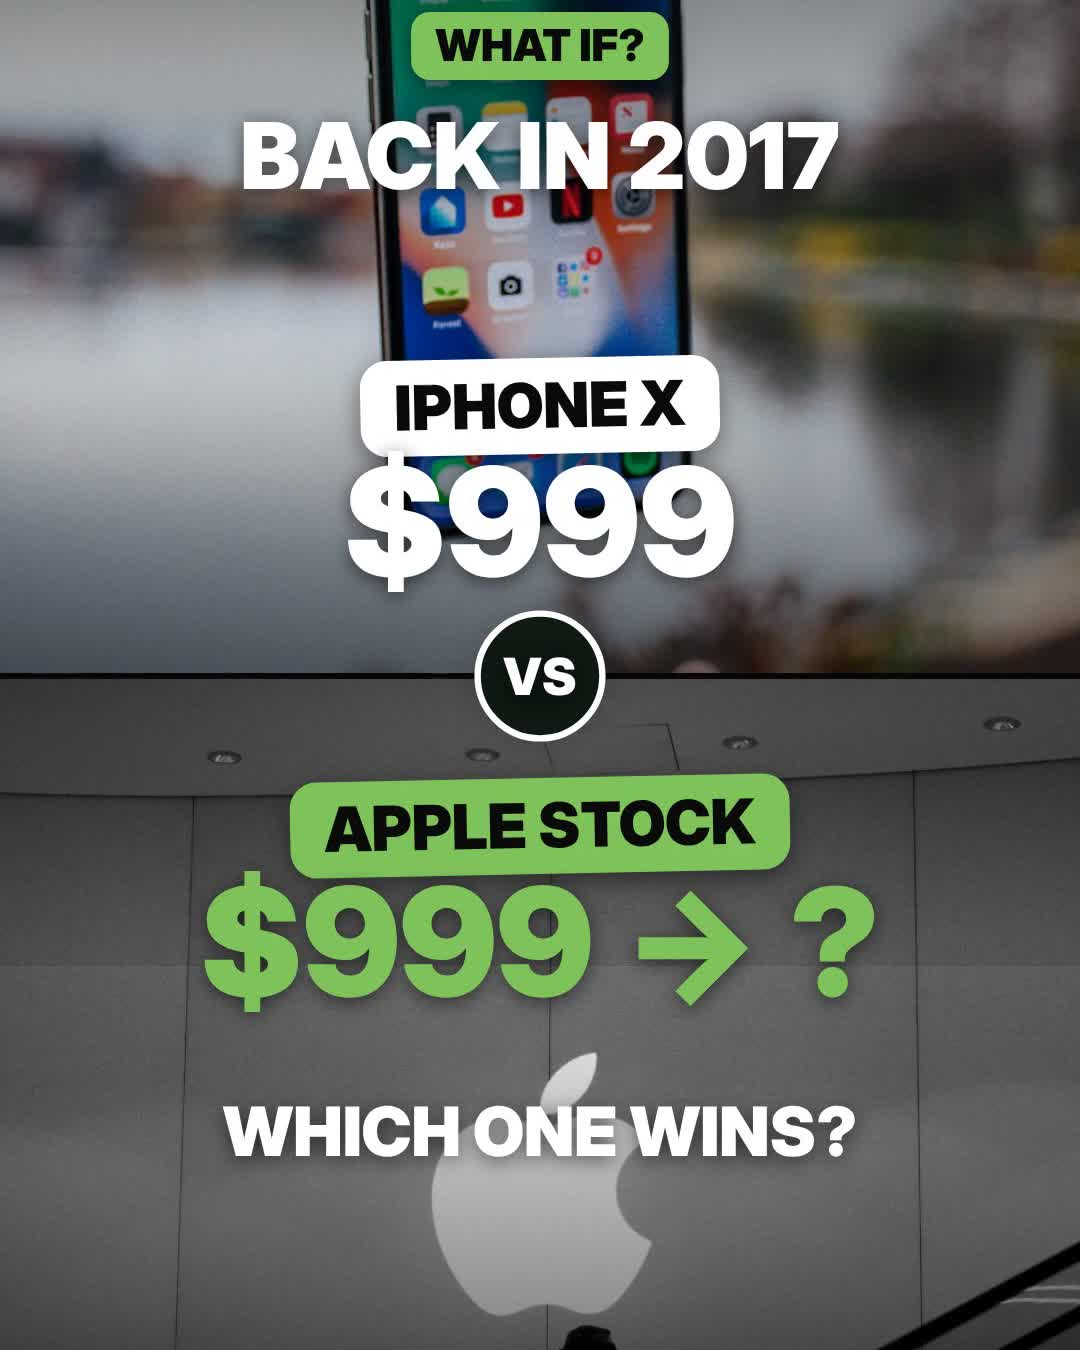 WHAT IF?
BACK IN 2017
IPHONE X
$999
VS
APPLE STOCK
$999 → ?
WHICH ONE WINS?